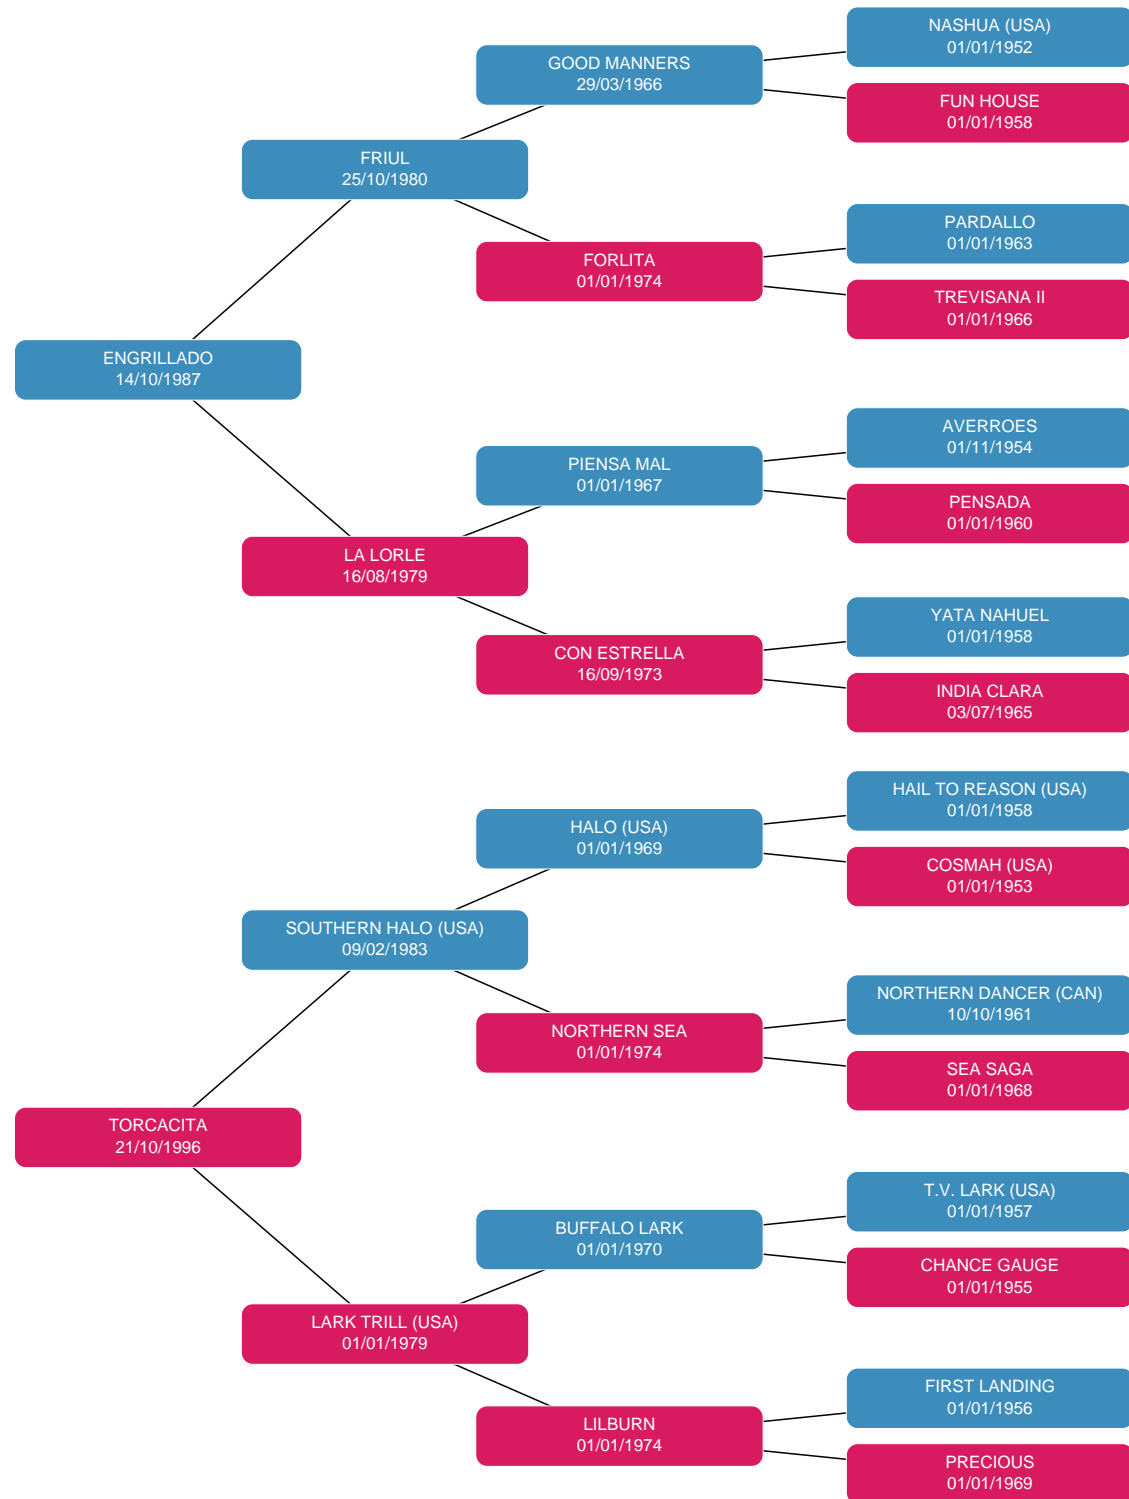 NASHUA (USA)
01/01/1952
GOOD MANNERS
29/03/1966
FUN HOUSE
01/01/1958
FRIUL
25/10/1980
PARDALLO
01/01/1963
FORLITA
01/01/1974
TREVISANA II
01/01/1966
ENGRILLADO
14/10/1987
AVERROES
01/11/1954
PIENSA MAL
01/01/1967
PENSADA
01/01/1960
LA LORLE
16/08/1979
YATA NAHUEL
01/01/1958
CON ESTRELLA
16/09/1973
INDIA CLARA
03/07/1965
HAIL TO REASON (USA)
01/01/1958
HALO (USA)
01/01/1969
COSMAH (USA)
01/01/1953
SOUTHERN HALO (USA)
09/02/1983
NORTHERN DANCER (CAN)
10/10/1961
NORTHERN SEA
01/01/1974
SEA SAGA
01/01/1968
TORCACITA
21/10/1996
T.V. LARK (USA)
01/01/1957
BUFFALO LARK
01/01/1970
CHANCE GAUGE
01/01/1955
LARK TRILL (USA)
01/01/1979
FIRST LANDING
01/01/1956
LILBURN
01/01/1974
PRECIOUS
01/01/1969